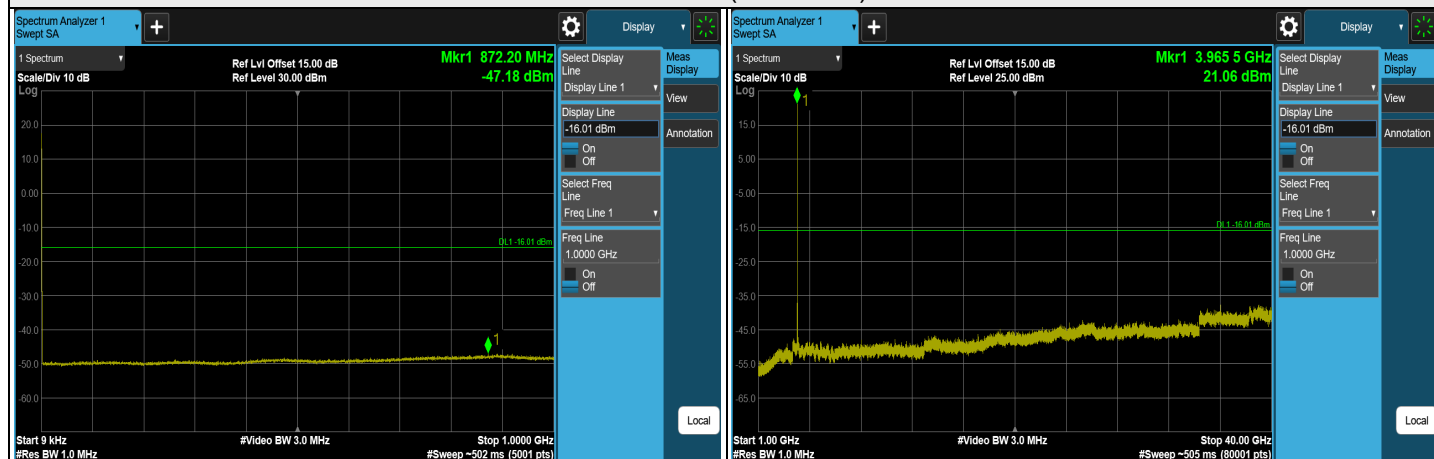 Spectrum Analyzer 1
Swept SA
+
Display
1 Spectrum
Scale/Div 10 dB
Log
Ref Lvl Offset 15.00 dB
Ref Level 30.00 dBm
Mkr1 872.20 MHz
-47.18 dBm
20.0
10.0
0.00
-10.0
-20.0
-30.0
-40.0
-50.0
-60.0
DL1 -16.01 dBm
1
Start 9 kHz
#Res BW 1.0 MHz
#Video BW 3.0 MHz
Stop 1.0000 GHz
#Sweep ~502 ms (5001 pts)
Select Display
Line
Display Line 1
Display Line
-16.01 dBm
On
Off
Select Freq
Line
Freq Line 1
Freq Line
1.0000 GHz
On
Off
Meas
Display
View
Annotation
Local
Spectrum Analyzer 1
Swept SA
+
Display
1 Spectrum
Scale/Div 10 dB
Log
Ref Lvl Offset 15.00 dB
Ref Level 25.00 dBm
Mkr1 3.965 5 GHz
21.06 dBm
1
15.0
5.00
-5.00
-15.0
-25.0
-35.0
-45.0
-55.0
-65.0
DL1 -16.01 dBm
Start 1.00 GHz
#Res BW 1.0 MHz
#Video BW 3.0 MHz
Stop 40.00 GHz
#Sweep ~505 ms (80001 pts)
Select Display
Line
Display Line 1
Display Line
-16.01 dBm
On
Off
Select Freq
Line
Freq Line 1
Freq Line
1.0000 GHz
On
Off
Meas
Display
View
Annotation
Local